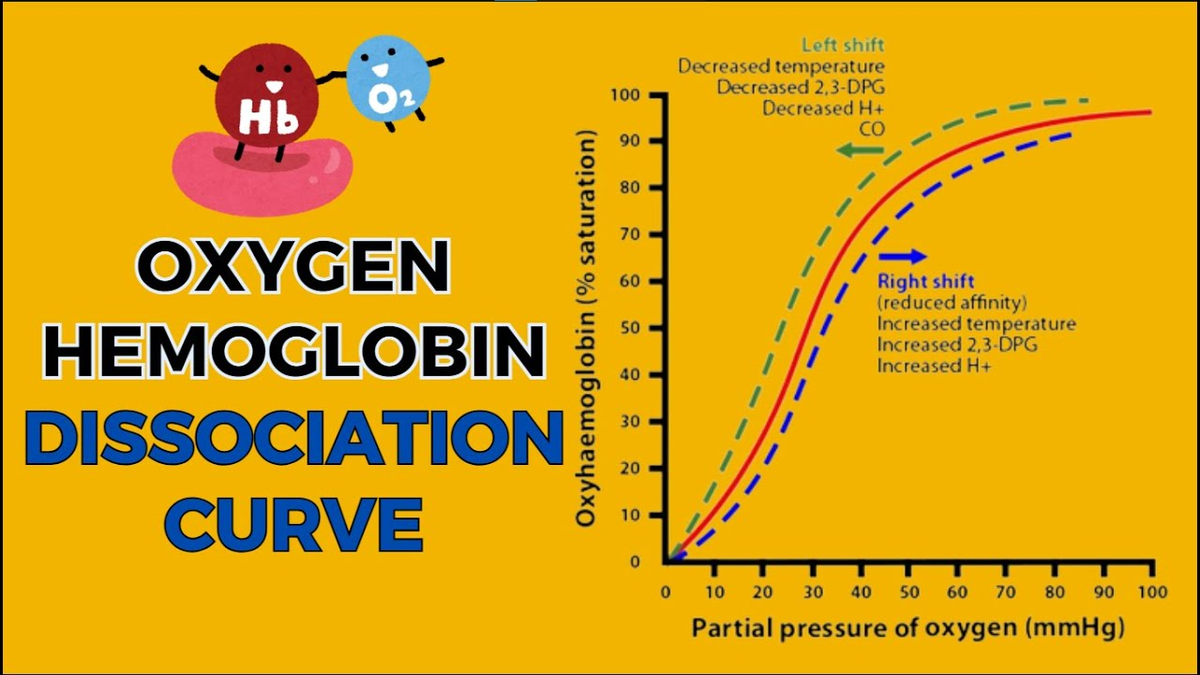 Hb
O2
OXYGEN
HEMOGLOBIN
DISSOCIATION
CURVE
Left shift
Decreased temperature
Decreased 2,3-DPG
Decreased H+
CO
Right shift
(reduced affinity)
Increased temperature
Increased 2,3-DPG
Increased H+
Oxyhaemoglobin (% saturation)
100
90
80
70
60
50
40
30
20
10
0
0 10 20 30 40 50 60 70 80 90 100
Partial pressure of oxygen (mmHg)